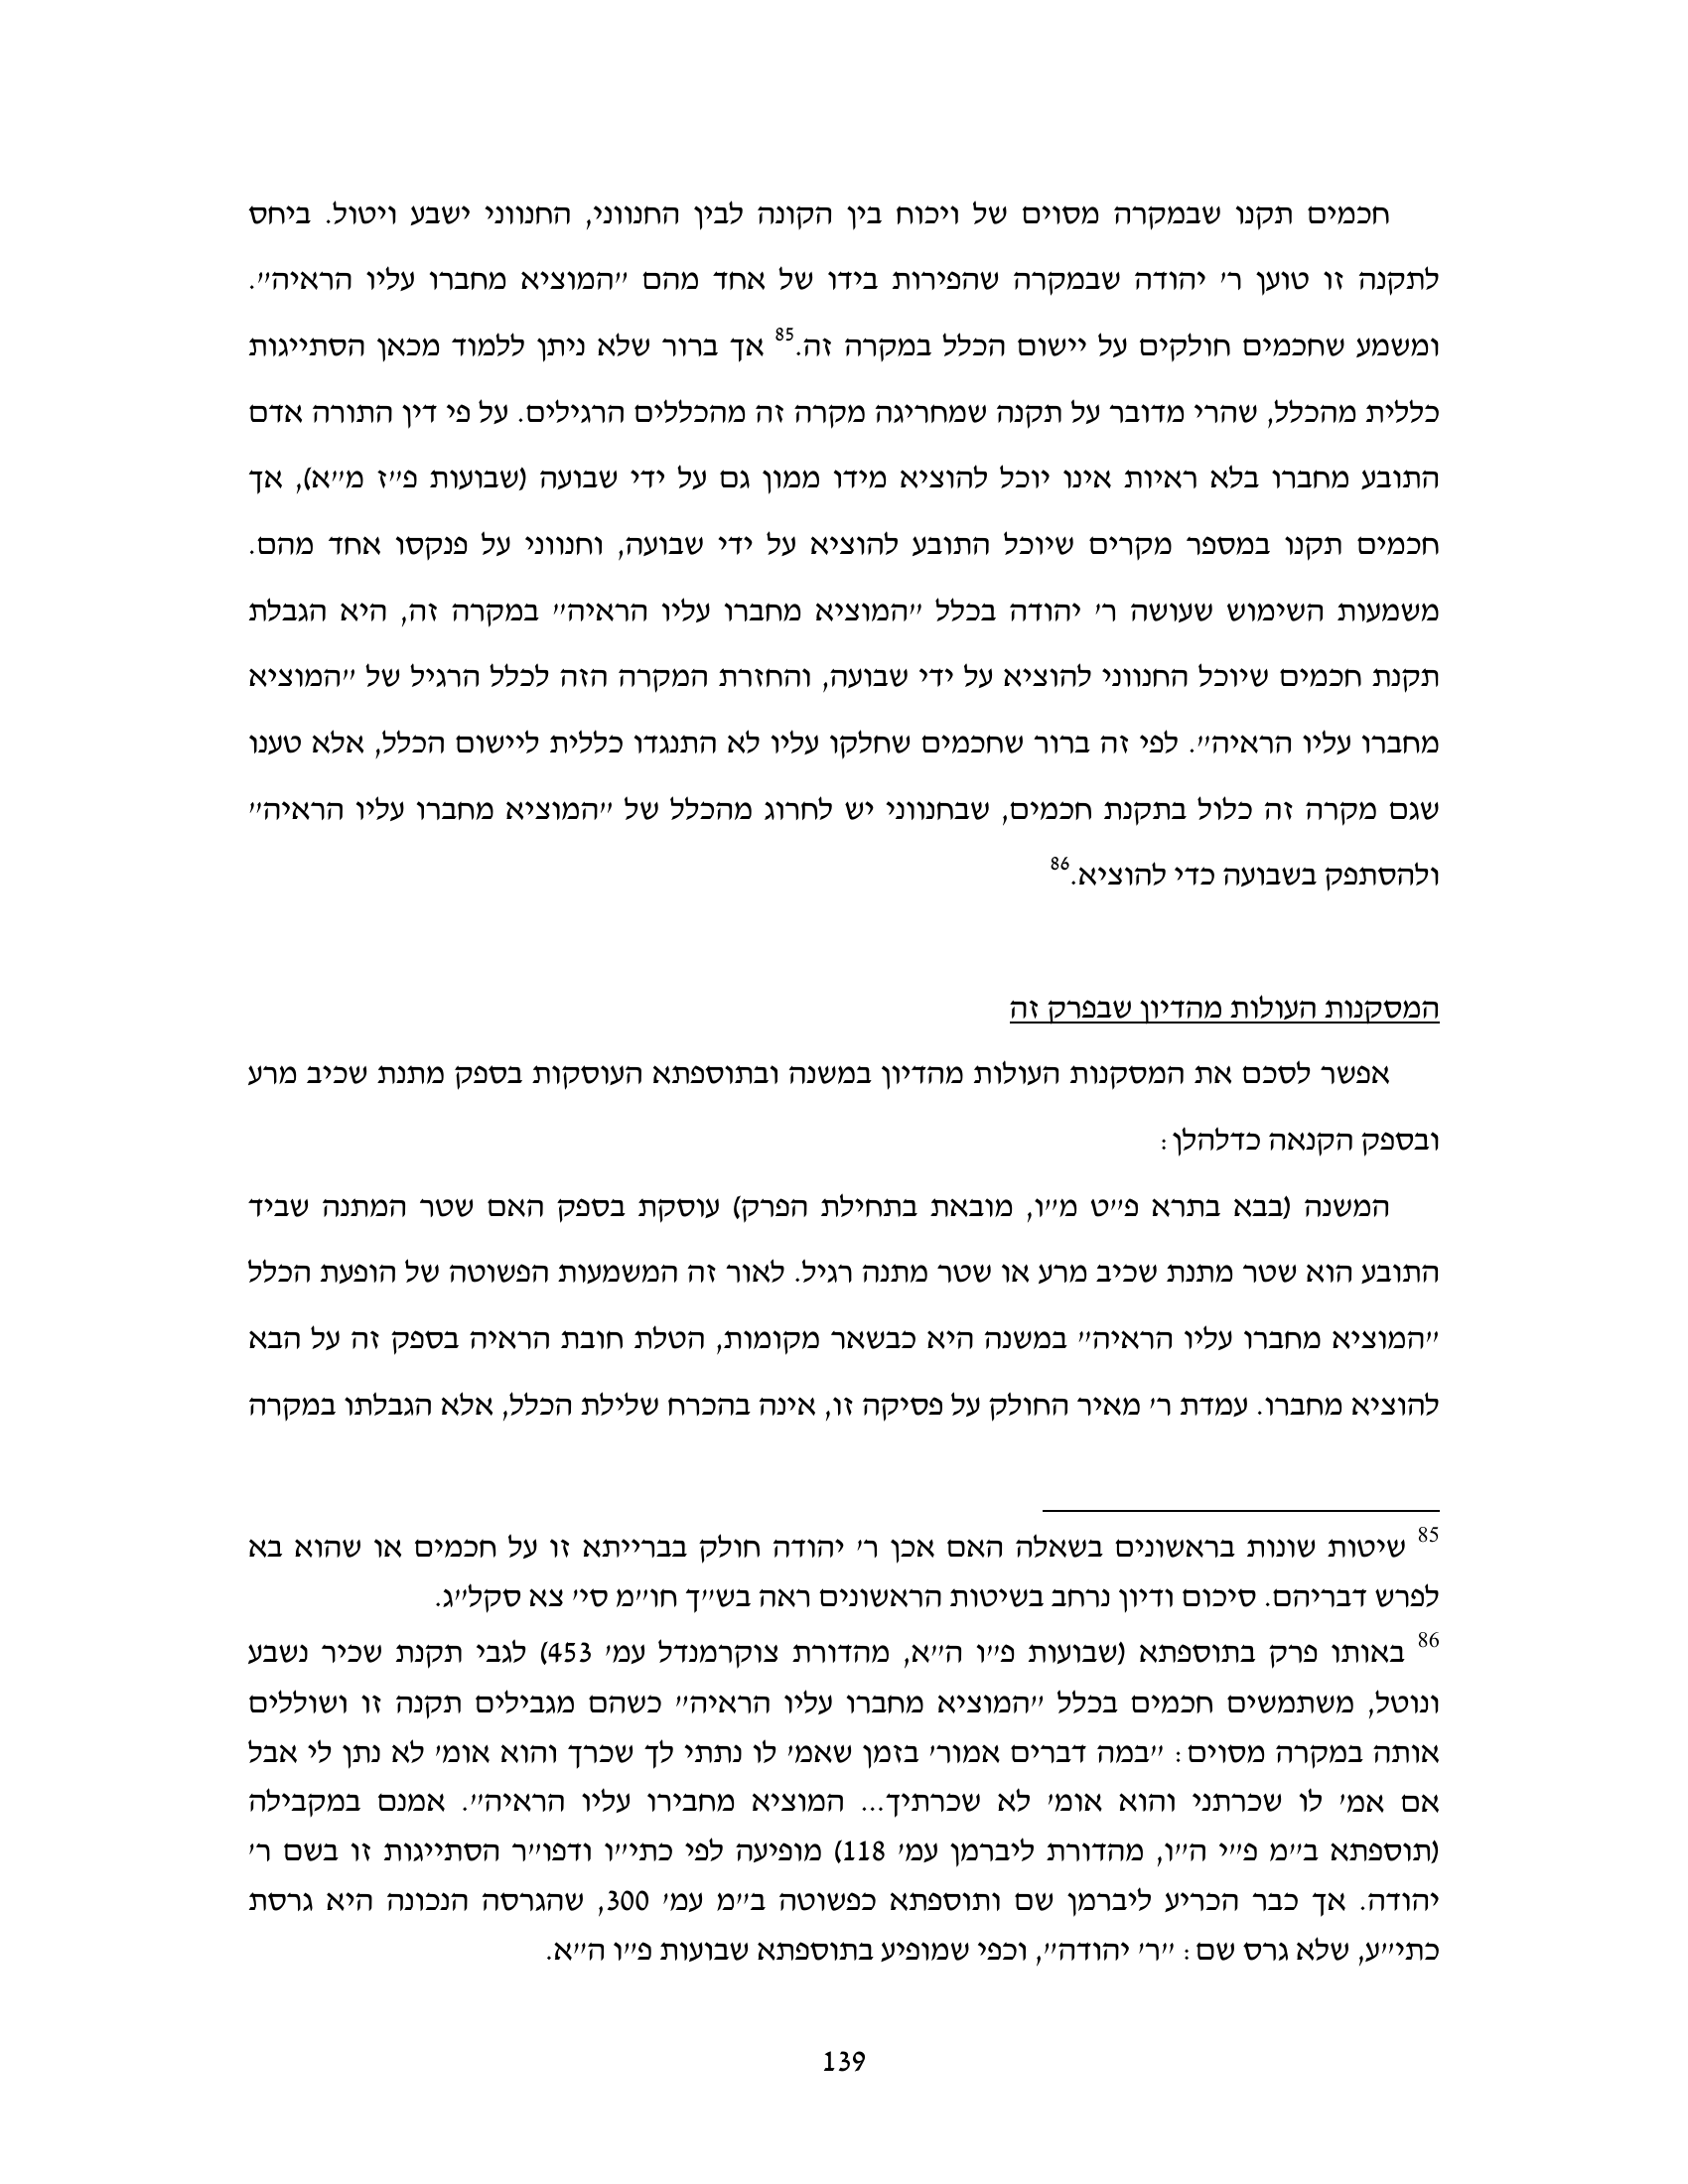 חכמים תקנו שבמקרה מסוים של ויכוח בין הקונה לבין החנווני, החנווני ישבע ויטול. ביחס
לתקנה זו טוען ר' יהודה שבמקרה שהפירות בידו של אחד מהם "המוציא מחברו עליו הראיה".
ומשמע שחכמים חולקים על יישום הכלל במקרה זה.85 אך ברור שלא ניתן ללמוד מכאן הסתייגות
כללית מהכלל, שהרי מדובר על תקנה שמחריגה מקרה זה מהכללים הרגילים. על פי דין התורה אדם
התובע מחברו בלא ראיות אינו יוכל להוציא מידו ממון גם על ידי שבועה (שבועות פ"ז מ"א), אך
חכמים תקנו במספר מקרים שיוכל התובע להוציא על ידי שבועה, וחנווני על פנקסו אחד מהם.
משמעות השימוש שעושה ר' יהודה בכלל "המוציא מחברו עליו הראיה" במקרה זה, היא הגבלת
תקנת חכמים שיוכל החנווני להוציא על ידי שבועה, והחזרת המקרה הזה לכלל הרגיל של "המוציא
מחברו עליו הראיה". לפי זה ברור שחכמים שחלקו עליו לא התנגדו כללית ליישום הכלל, אלא טענו
שגם מקרה זה כלול בתקנת חכמים, שבחנווני יש לחרוג מהכלל של "המוציא מחברו עליו הראיה"
ולהסתפק בשבועה כדי להוציא.86
המסקנות העולות מהדיון שבפרק זה
אפשר לסכם את המסקנות העולות מהדיון במשנה ובתוספתא העוסקות בספק מתנת שכיב מרע
ובספק הקנאה כדלהלן:
המשנה (בבא בתרא פ"ט מ"ו, מובאת בתחילת הפרק) עוסקת בספק האם שטר המתנה שביד
התובע הוא שטר מתנת שכיב מרע או שטר מתנה רגיל. לאור זה המשמעות הפשוטה של הופעת הכלל
"המוציא מחברו עליו הראיה" במשנה היא כבשאר מקומות, הטלת חובת הראיה בספק זה על הבא
להוציא מחברו. עמדת ר' מאיר החולק על פסיקה זו, אינה בהכרח שלילת הכלל, אלא הגבלתו במקרה
85 שיטות שונות בראשונים בשאלה האם אכן ר' יהודה חולק בברייתא זו על חכמים או שהוא בא
לפרש דבריהם. סיכום ודיון נרחב בשיטות הראשונים ראה בש"ך חו"מ סי' צא סקל"ג.
86 באותו פרק בתוספתא (שבועות פ"ו ה"א, מהדורת צוקרמנדל עמ' 453) לגבי תקנת שכיר נשבע
ונוטל, משתמשים חכמים בכלל "המוציא מחברו עליו הראיה" כשהם מגבילים תקנה זו ושוללים
אותה במקרה מסוים: "במה דברים אמור' בזמן שאמ' לו נתתי לך שכרך והוא אומ' לא נתן לי אבל
אם אמ' לו שכרתני והוא אומ' לא שכרתיך... המוציא מחבירו עליו הראיה". אמנם במקבילה
(תוספתא ב"מ פ"י ה"ו, מהדורת ליברמן עמ' 118) מופיעה לפי כתי"ו ודפו"ר הסתייגות זו בשם ר'
יהודה. אך כבר הכריע ליברמן שם ותוספתא כפשוטה ב"מ עמ' 300, שהגרסה הנכונה היא גרסת
כתי"ע, שלא גרס שם: "ר' יהודה", וכפי שמופיע בתוספתא שבועות פ"ו ה"א.
139